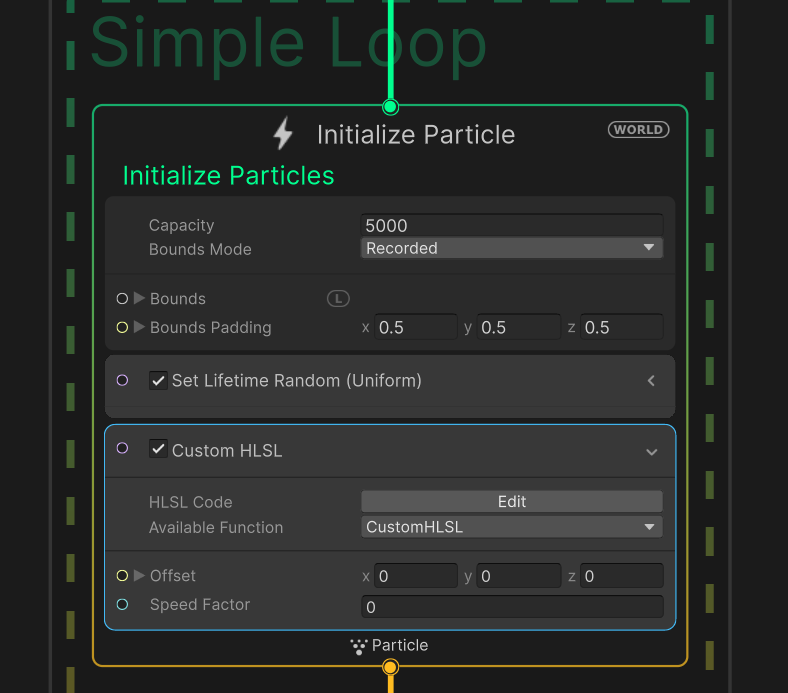 Simple Loop
Initialize Particle
WORLD
Initialize Particles
Capacity 5000
Bounds Mode Recorded
Bounds L
Bounds Padding x 0.5 y 0.5 z 0.5
Set Lifetime Random (Uniform)
Custom HLSL
HLSL Code Edit
Available Function CustomHLSL
Offset x 0 y 0 z 0
Speed Factor 0
Particle